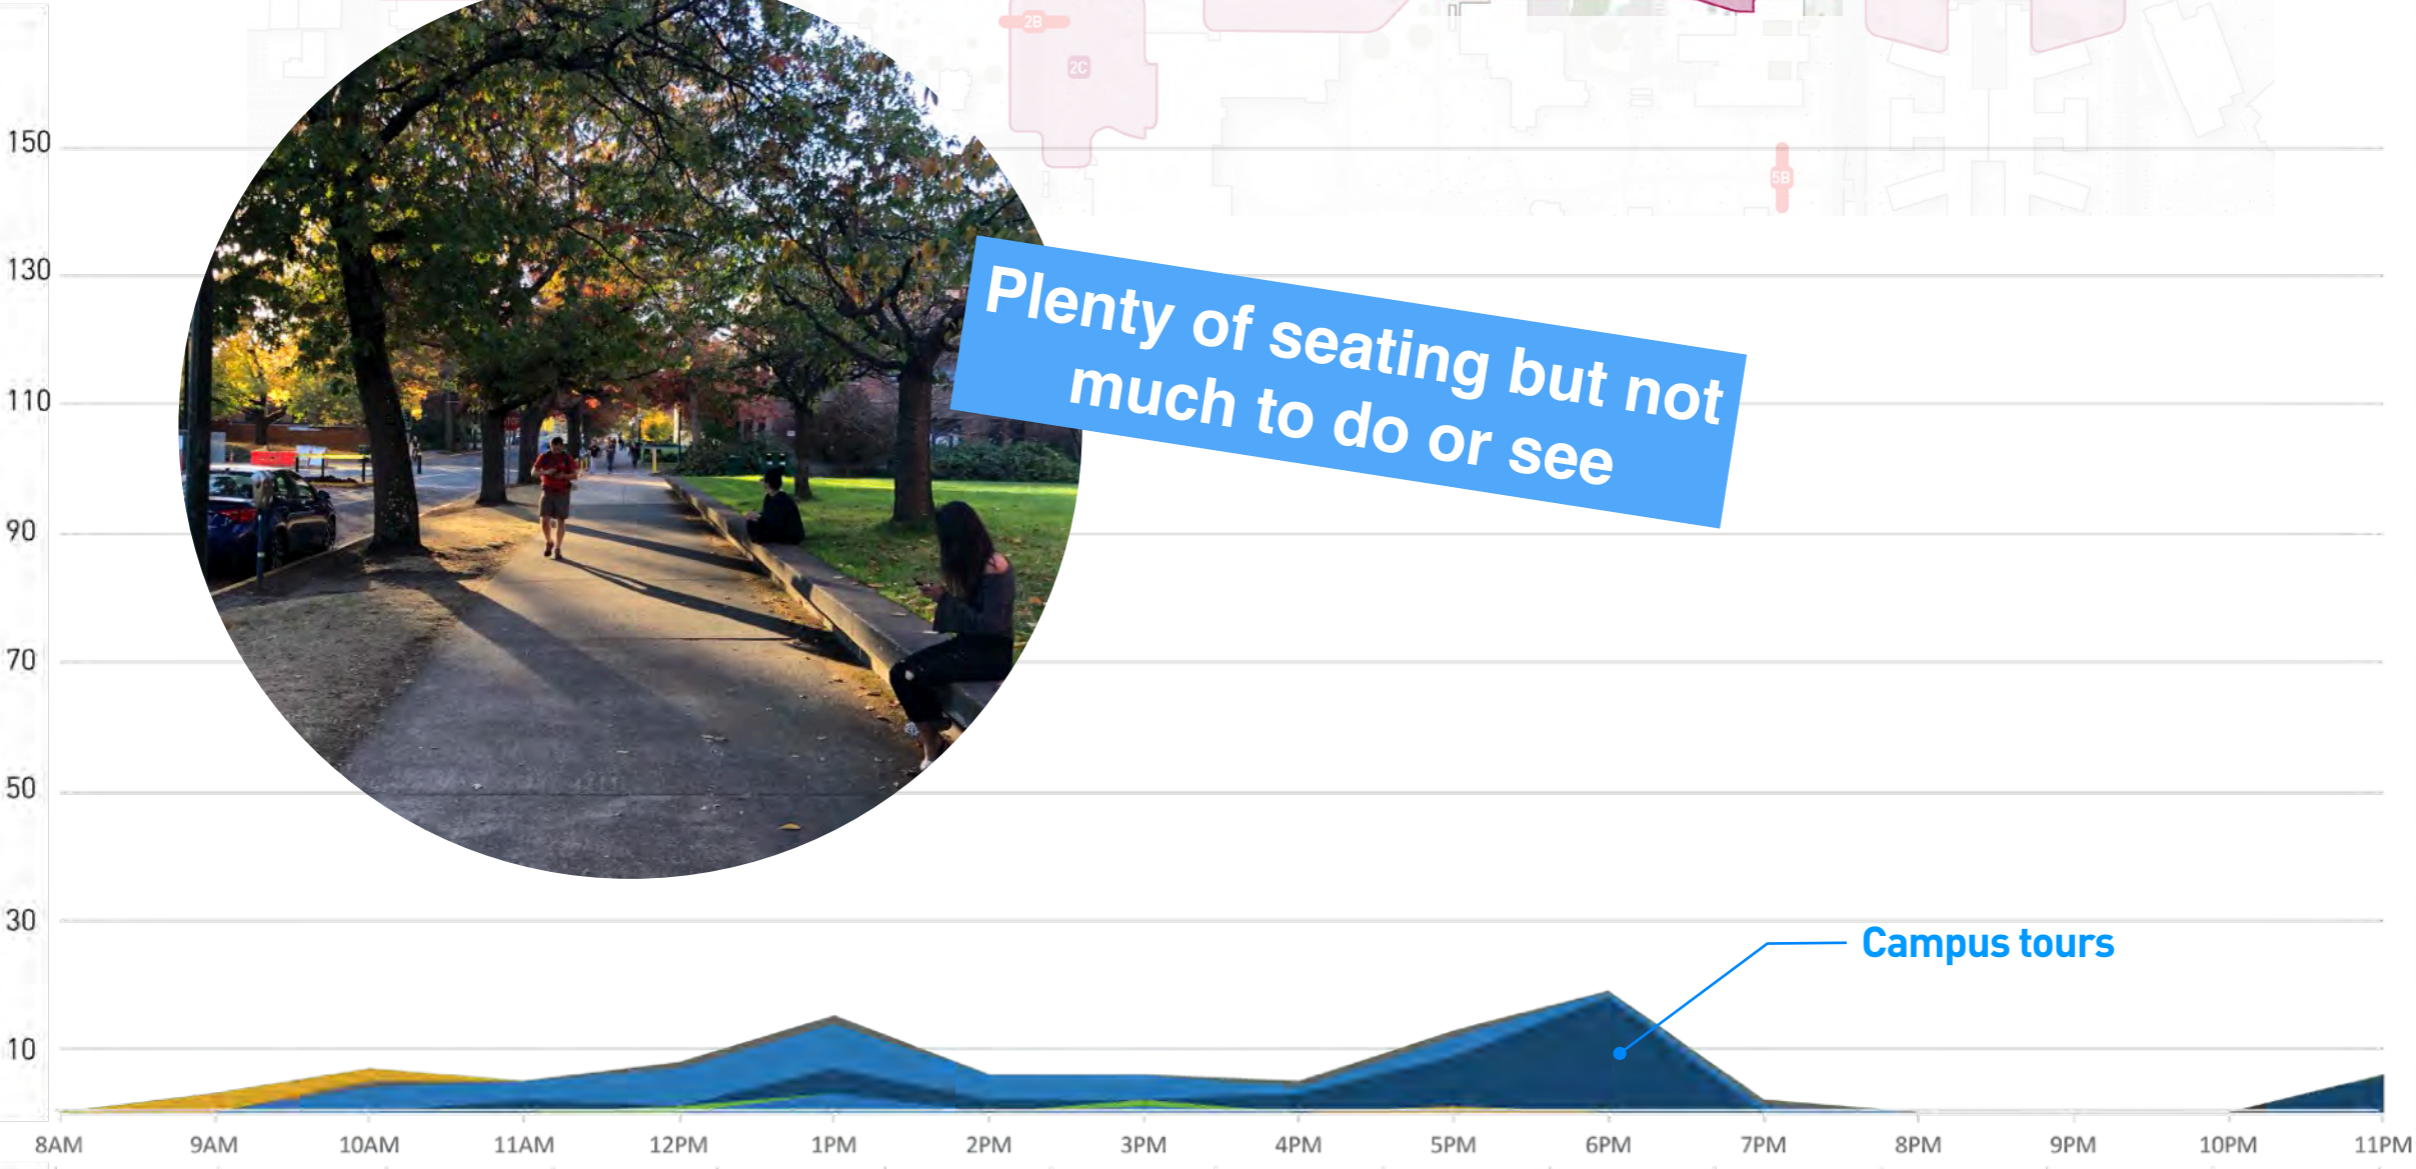 2B
2C
5B
150
130
110
90
70
50
30
10
Plenty of seating but not
much to do or see
Campus tours
8AM 9AM 10AM 11AM 12PM 1PM 2PM 3PM 4PM 5PM 6PM 7PM 8PM 9PM 10PM 11PM